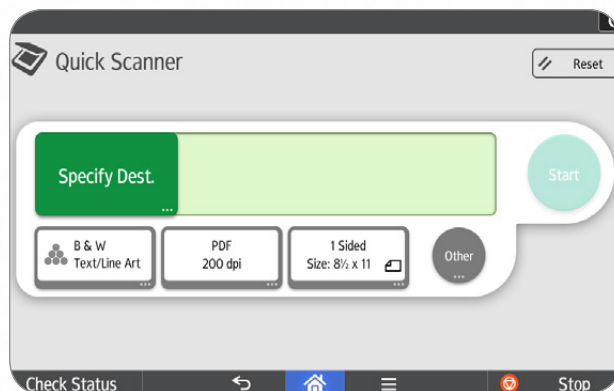 Quick Scanner
Reset
Specify Dest.
Start
B & W
Text/Line Art
PDF
200 dpi
1 Sided
Size: 8½ x 11
Other
Check Status
Stop